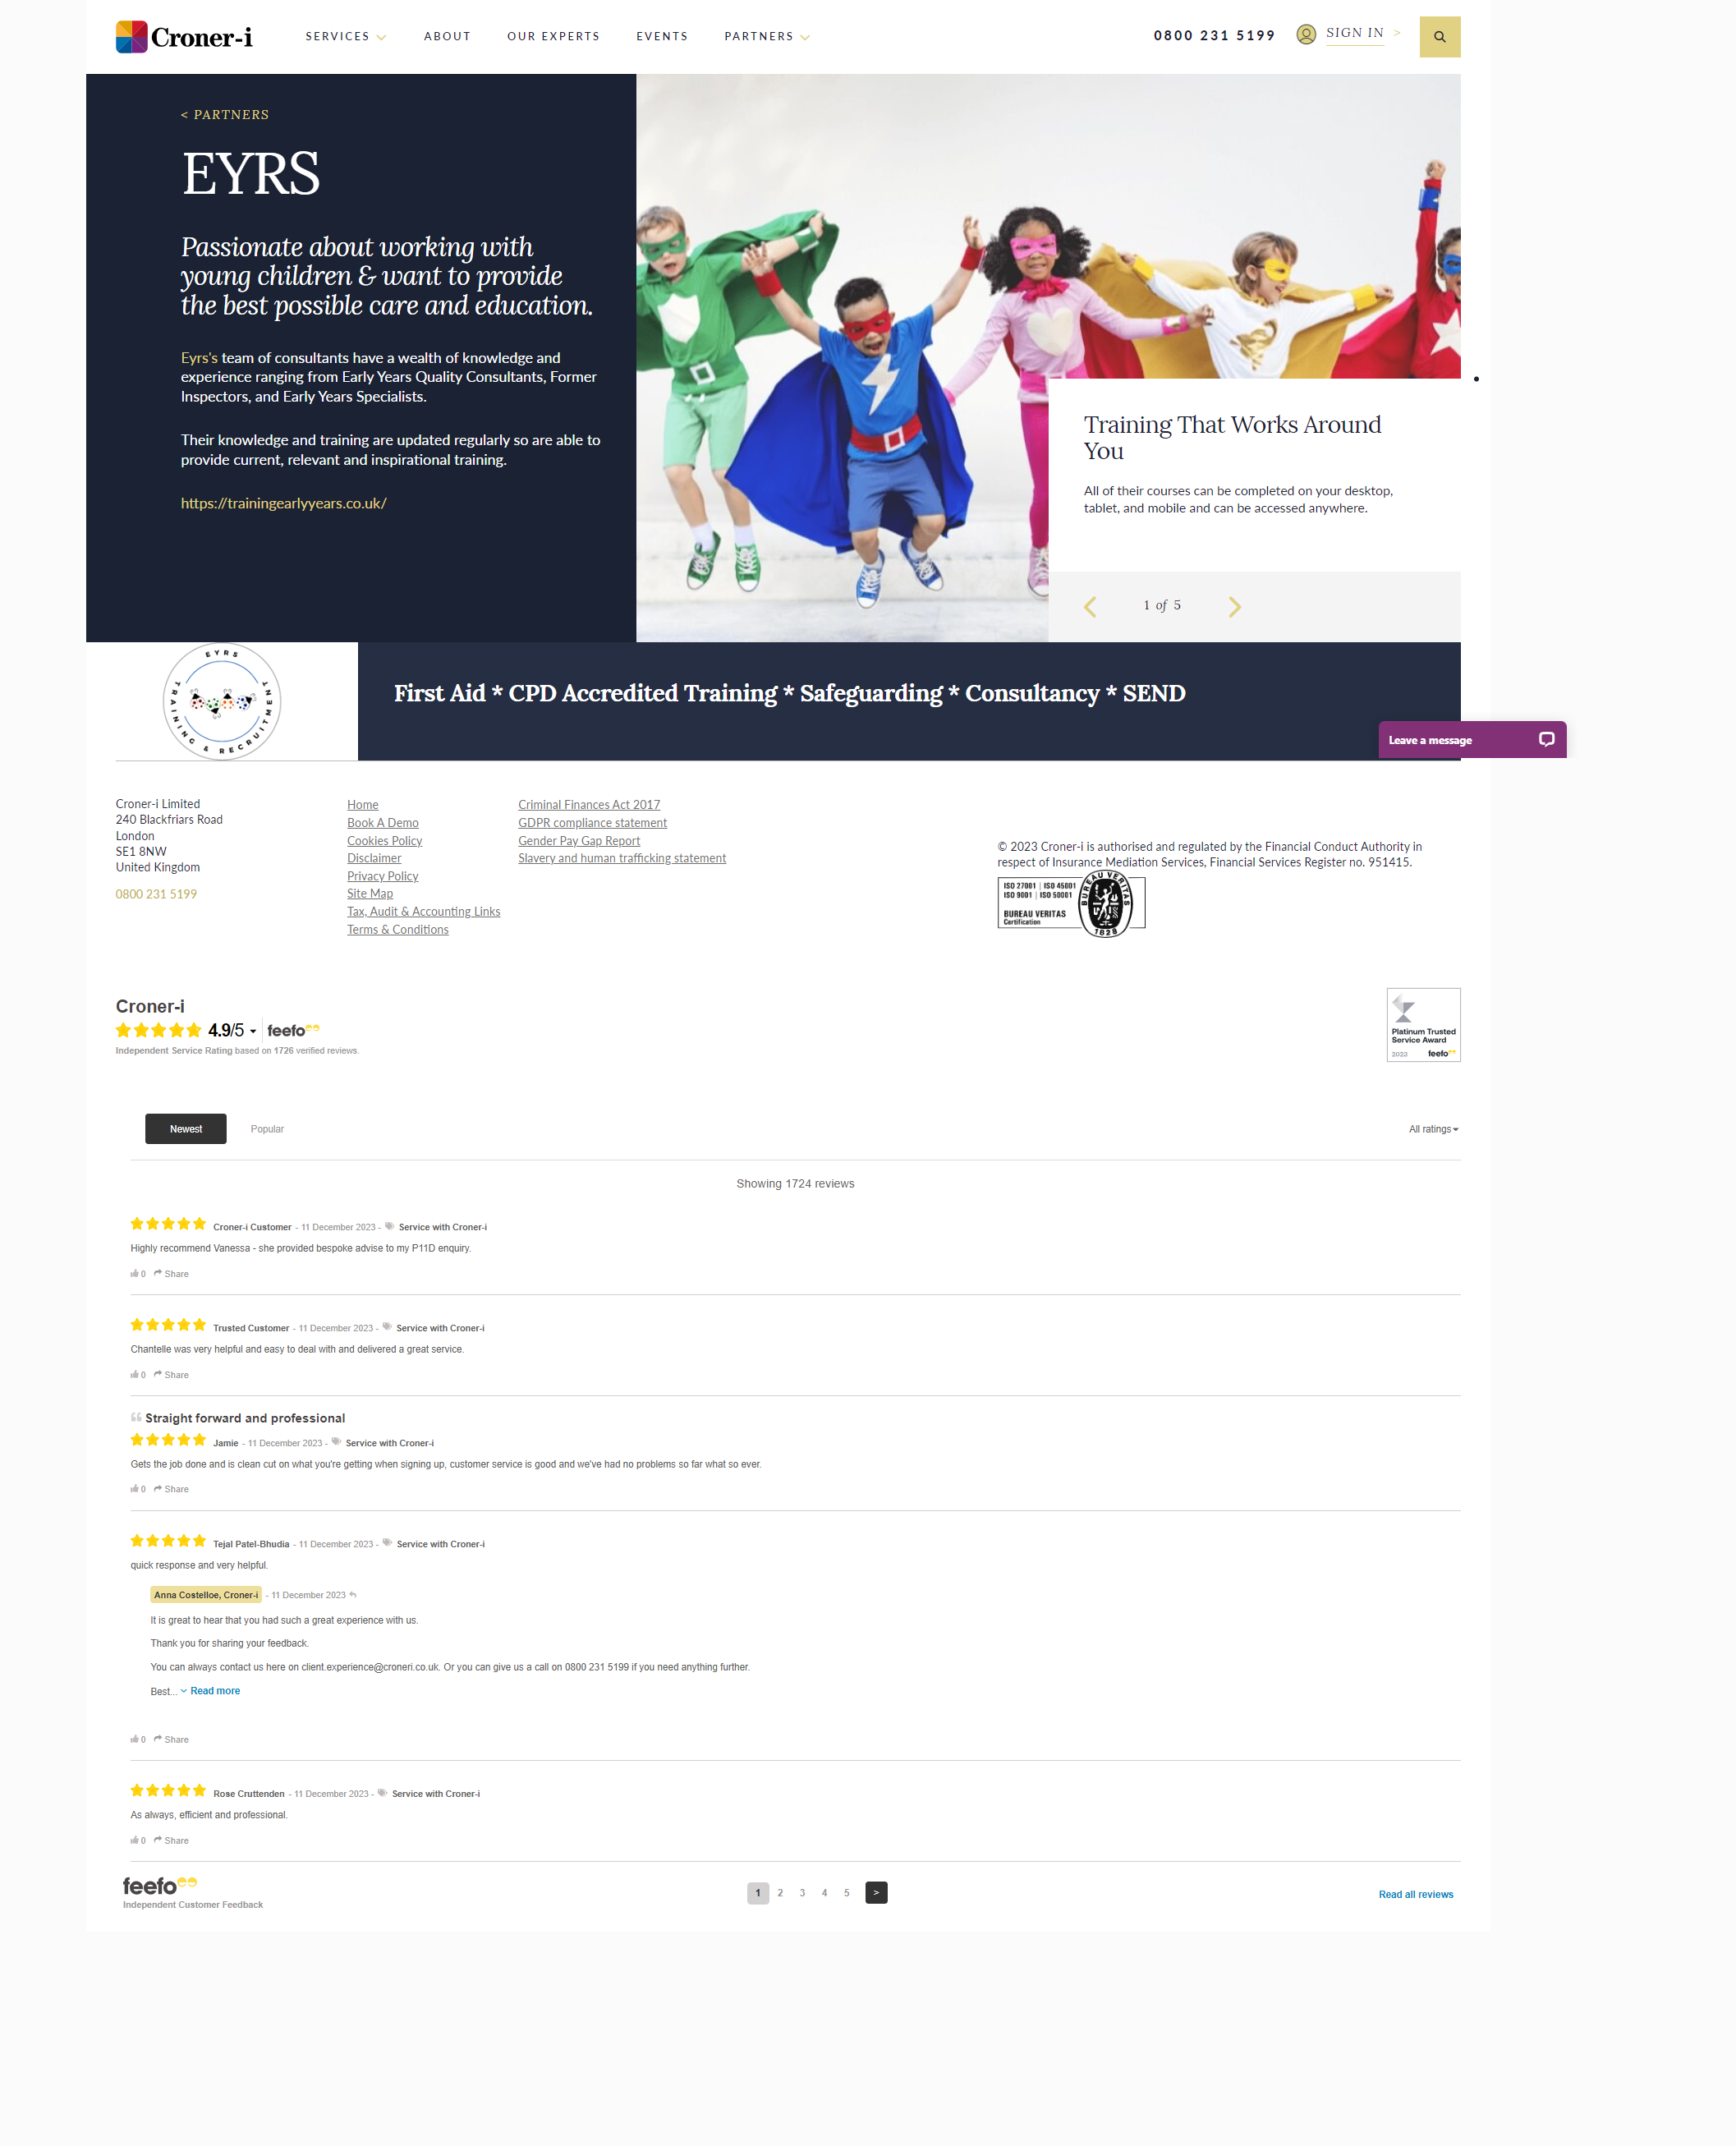 Croner-i
SERVICES
ABOUT
OUR EXPERTS
EVENTS
PARTNERS
0800 231 5199
SIGN IN >
< PARTNERS
EYRS
Passionate about working with
young children & want to provide
the best possible care and education.
Eyrs's team of consultants have a wealth of knowledge and
experience ranging from Early Years Quality Consultants, Former
Inspectors, and Early Years Specialists.
Their knowledge and training are updated regularly so are able to
provide current, relevant and inspirational training.
https://trainingearlyyears.co.uk/
Training That Works Around
You
All of their courses can be completed on your desktop,
tablet, and mobile and can be accessed anywhere.
1 of 5
EYRS
TRAINING & RECRUITMENT
First Aid * CPD Accredited Training * Safeguarding * Consultancy * SEND
Leave a message
Croner-i Limited
240 Blackfriars Road
London
SE1 8NW
United Kingdom
0800 231 5199
Home
Book A Demo
Cookies Policy
Disclaimer
Privacy Policy
Site Map
Tax, Audit & Accounting Links
Terms & Conditions
Criminal Finances Act 2017
GDPR compliance statement
Gender Pay Gap Report
Slavery and human trafficking statement
© 2023 Croner-i is authorised and regulated by the Financial Conduct Authority in
respect of Insurance Mediation Services, Financial Services Register no. 951415.
ISO 27001 | ISO 45001
ISO 9001 | ISO 50001
BUREAU VERITAS
Certification
BUREAU VERITAS
1828
Croner-i
4.9/5
feefo
Independent Service Rating based on 1726 verified reviews.
Platinum Trusted
Service Award
2023 feefo
Newest
Popular
All ratings
Showing 1724 reviews
Croner-i Customer - 11 December 2023 - Service with Croner-i
Highly recommend Vanessa - she provided bespoke advise to my P11D enquiry.
0 Share
Trusted Customer - 11 December 2023 - Service with Croner-i
Chantelle was very helpful and easy to deal with and delivered a great service.
0 Share
Straight forward and professional
Jamie - 11 December 2023 - Service with Croner-i
Gets the job done and is clean cut on what you're getting when signing up, customer service is good and we've had no problems so far what so ever.
0 Share
Tejal Patel-Bhudia - 11 December 2023 - Service with Croner-i
quick response and very helpful.
Anna Costelloe, Croner-i - 11 December 2023
It is great to hear that you had such a great experience with us.
Thank you for sharing your feedback.
You can always contact us here on client.experience@croneri.co.uk. Or you can give us a call on 0800 231 5199 if you need anything further.
Best... Read more
0 Share
Rose Cruttenden - 11 December 2023 - Service with Croner-i
As always, efficient and professional.
0 Share
feefo
Independent Customer Feedback
1 2 3 4 5 >
Read all reviews